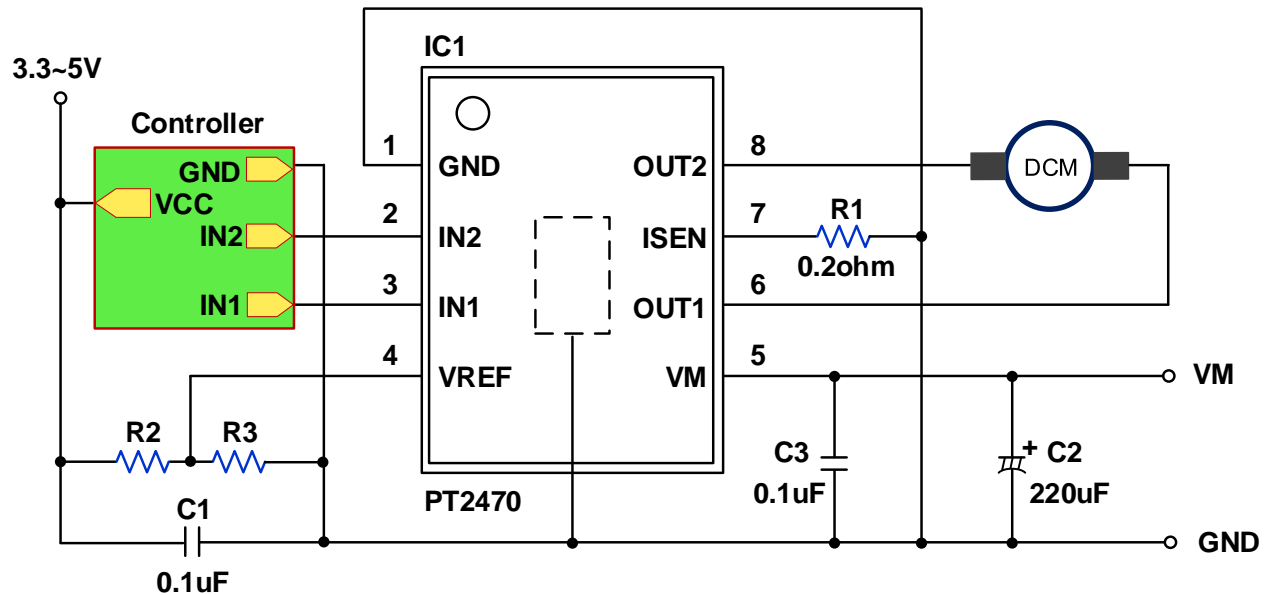 IC1
3.3~5V
Controller
GND
VCC
IN2
IN1
1
2
3
4
GND
IN2
IN1
VREF
OUT2
ISEN
OUT1
VM
8
7
6
5
R1
0.2ohm
DCM
VM
R2
R3
C1
0.1uF
PT2470
C3
0.1uF
+ C2
220uF
GND